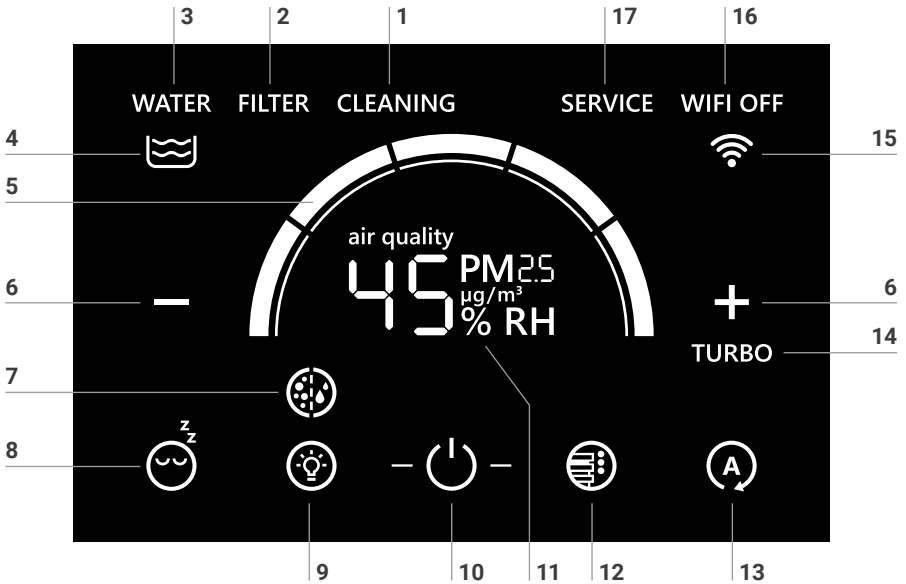 3 2 1 17 16
WATER FILTER CLEANING SERVICE WIFI OFF
4 15
5
air quality
45 PM2.5
µg/m³
% RH
6 6
TURBO 14
7
z
z
8
A
9 10 11 12 13